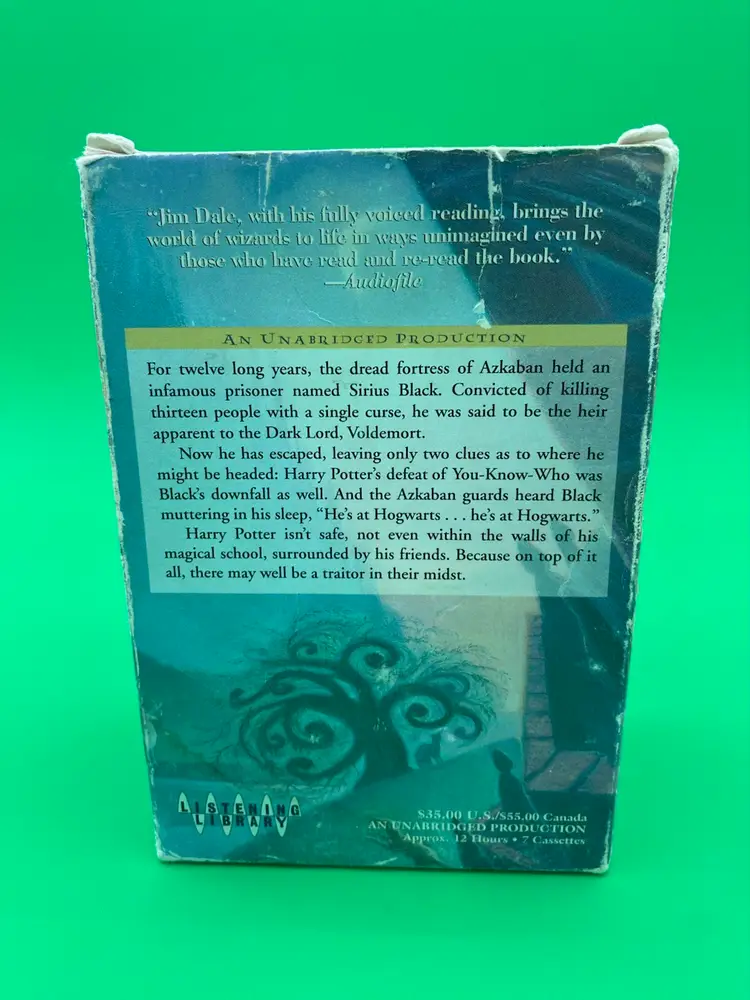 “Jim Dale, with his fully voiced reading, brings the
world of wizards to life in ways unimagined even by
those who have read and re-read the book.”
—Audiofile
AN UNABRIDGED PRODUCTION
For twelve long years, the dread fortress of Azkaban held an
infamous prisoner named Sirius Black. Convicted of killing
thirteen people with a single curse, he was said to be the heir
apparent to the Dark Lord, Voldemort.
Now he has escaped, leaving only two clues as to where he
might be headed: Harry Potter’s defeat of You-Know-Who was
Black’s downfall as well. And the Azkaban guards heard Black
muttering in his sleep, “He’s at Hogwarts . . . he’s at Hogwarts.”
Harry Potter isn’t safe, not even within the walls of his
magical school, surrounded by his friends. Because on top of it
all, there may well be a traitor in their midst.
LISTENING
LIBRARY
$35.00 U.S./$55.00 Canada
AN UNABRIDGED PRODUCTION
Approx. 12 Hours • 7 Cassettes